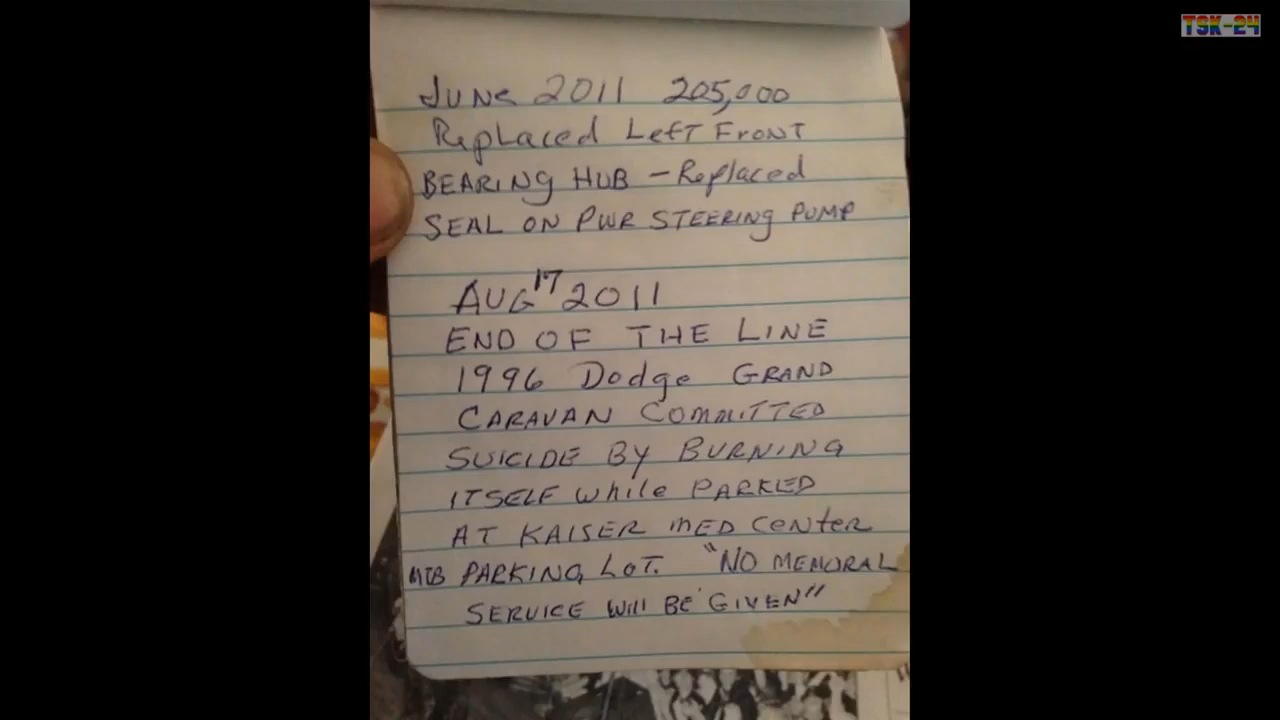 TSK-24
June 2011 205,000
Replaced Left Front
BEARING HUB - Replaced
SEAL ON PWR STEERING PUMP
AUG 17 2011
END OF THE LINE
1996 Dodge GRAND
CARAVAN COMMITTED
SUICIDE BY BURNING
ITSELF while PARKED
AT KAISER MED Center
MTB PARKING LOT. "NO MEMORAL
SERVICE Will BE GIVEN"